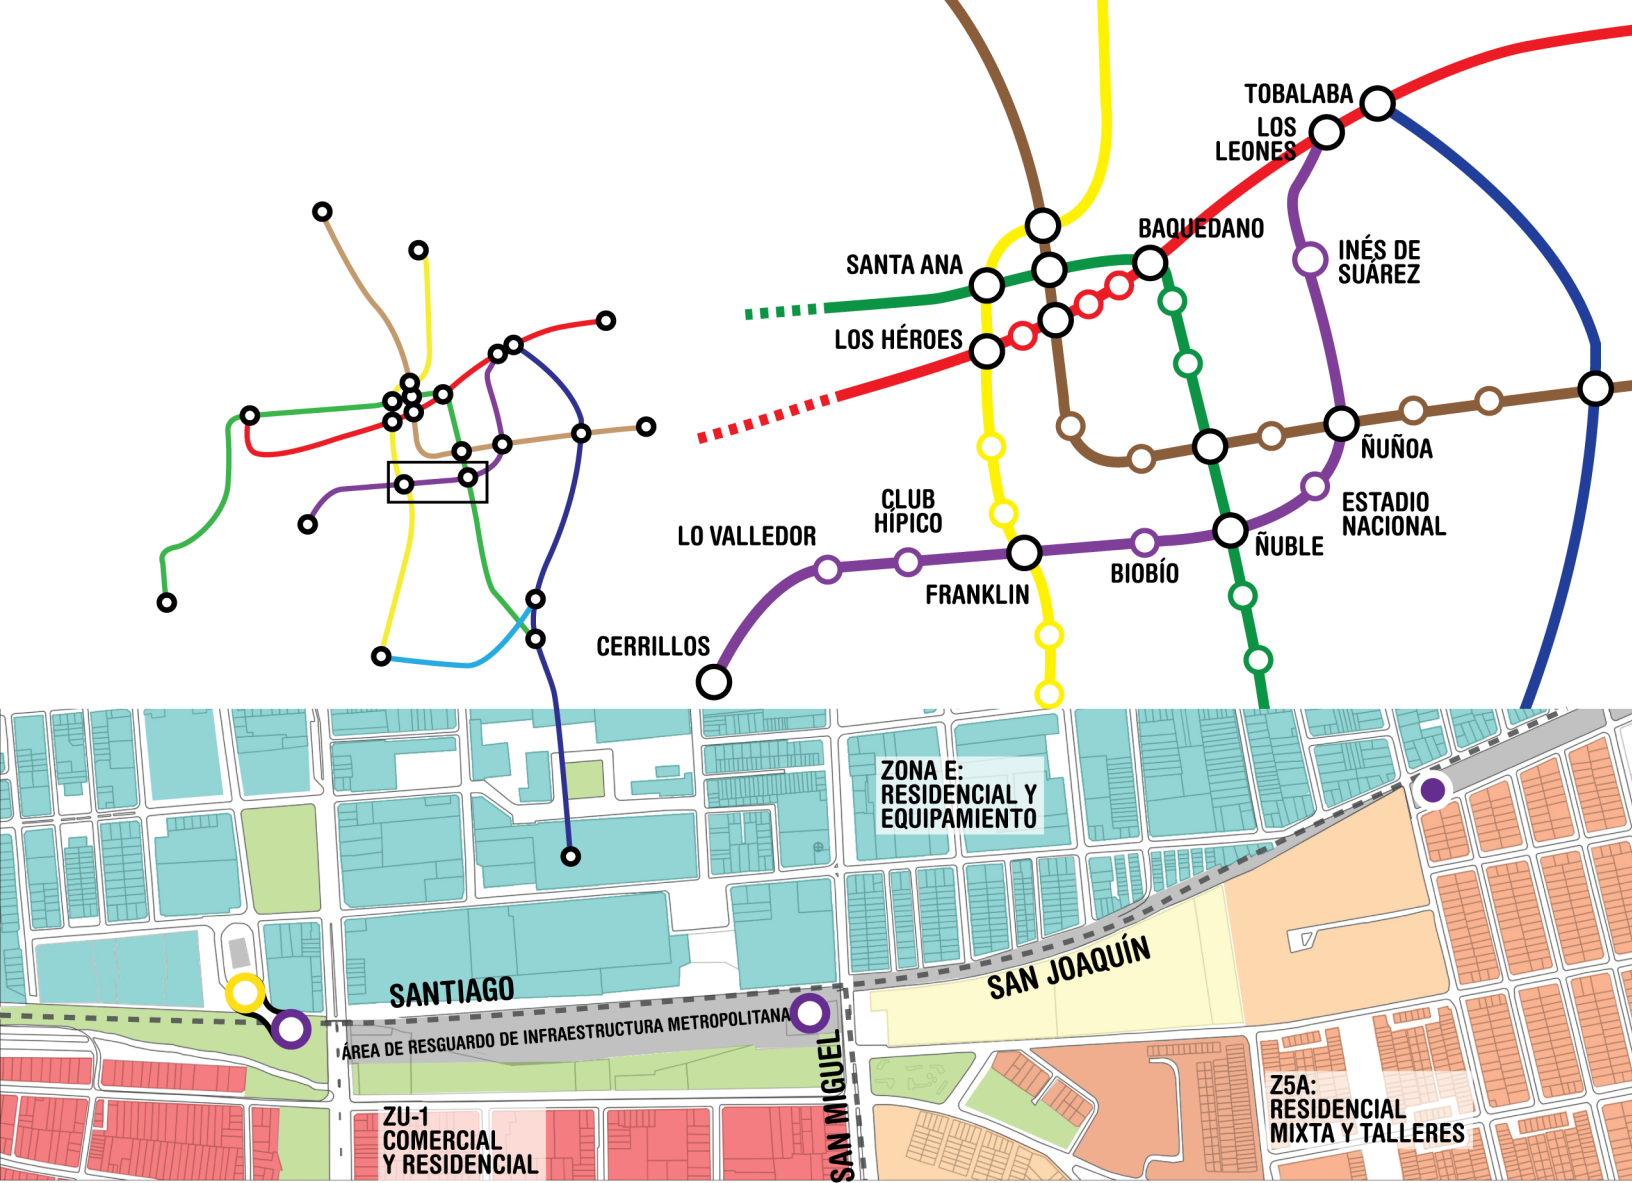 TOBALABA
LOS
LEONES
BAQUEDANO
INÉS DE
SUÁREZ
SANTA ANA
LOS HÉROES
ÑUÑOA
CLUB
HÍPICO
ESTADIO
NACIONAL
LO VALLEDOR
ÑUBLE
BIOBÍO
FRANKLIN
CERRILLOS
ZONA E:
RESIDENCIAL Y
EQUIPAMIENTO
SANTIAGO
SAN JOAQUÍN
ÁREA DE RESGUARDO DE INFRAESTRUCTURA METROPOLITANA
SAN MIGUEL
ZU-1
COMERCIAL
Y RESIDENCIAL
Z5A:
RESIDENCIAL
MIXTA Y TALLERES